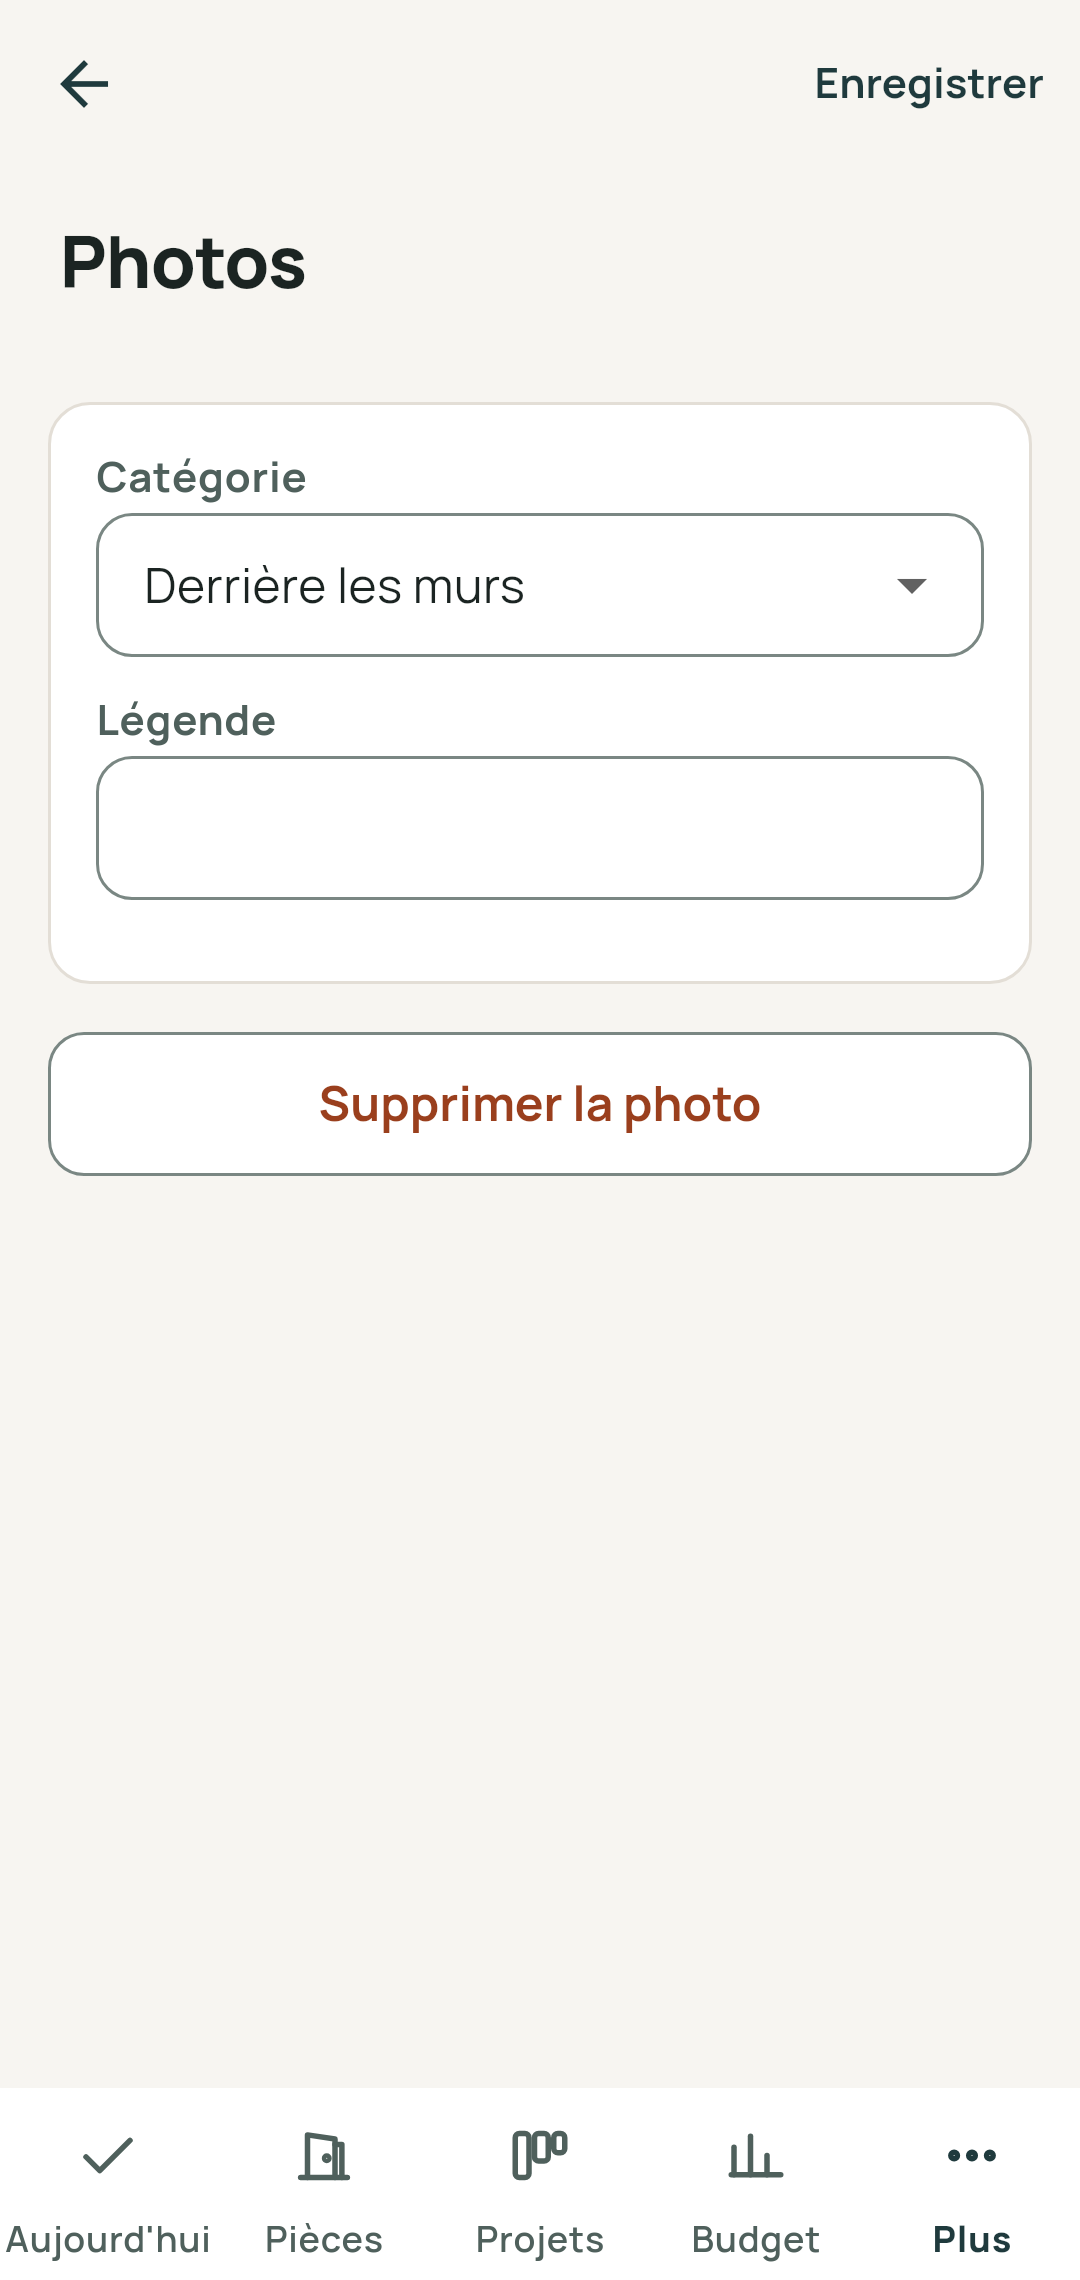 Enregistrer
Photos
Catégorie
Derrière les murs
Légende
Supprimer la photo
Aujourd'hui
Pièces
Projets
Budget
Plus